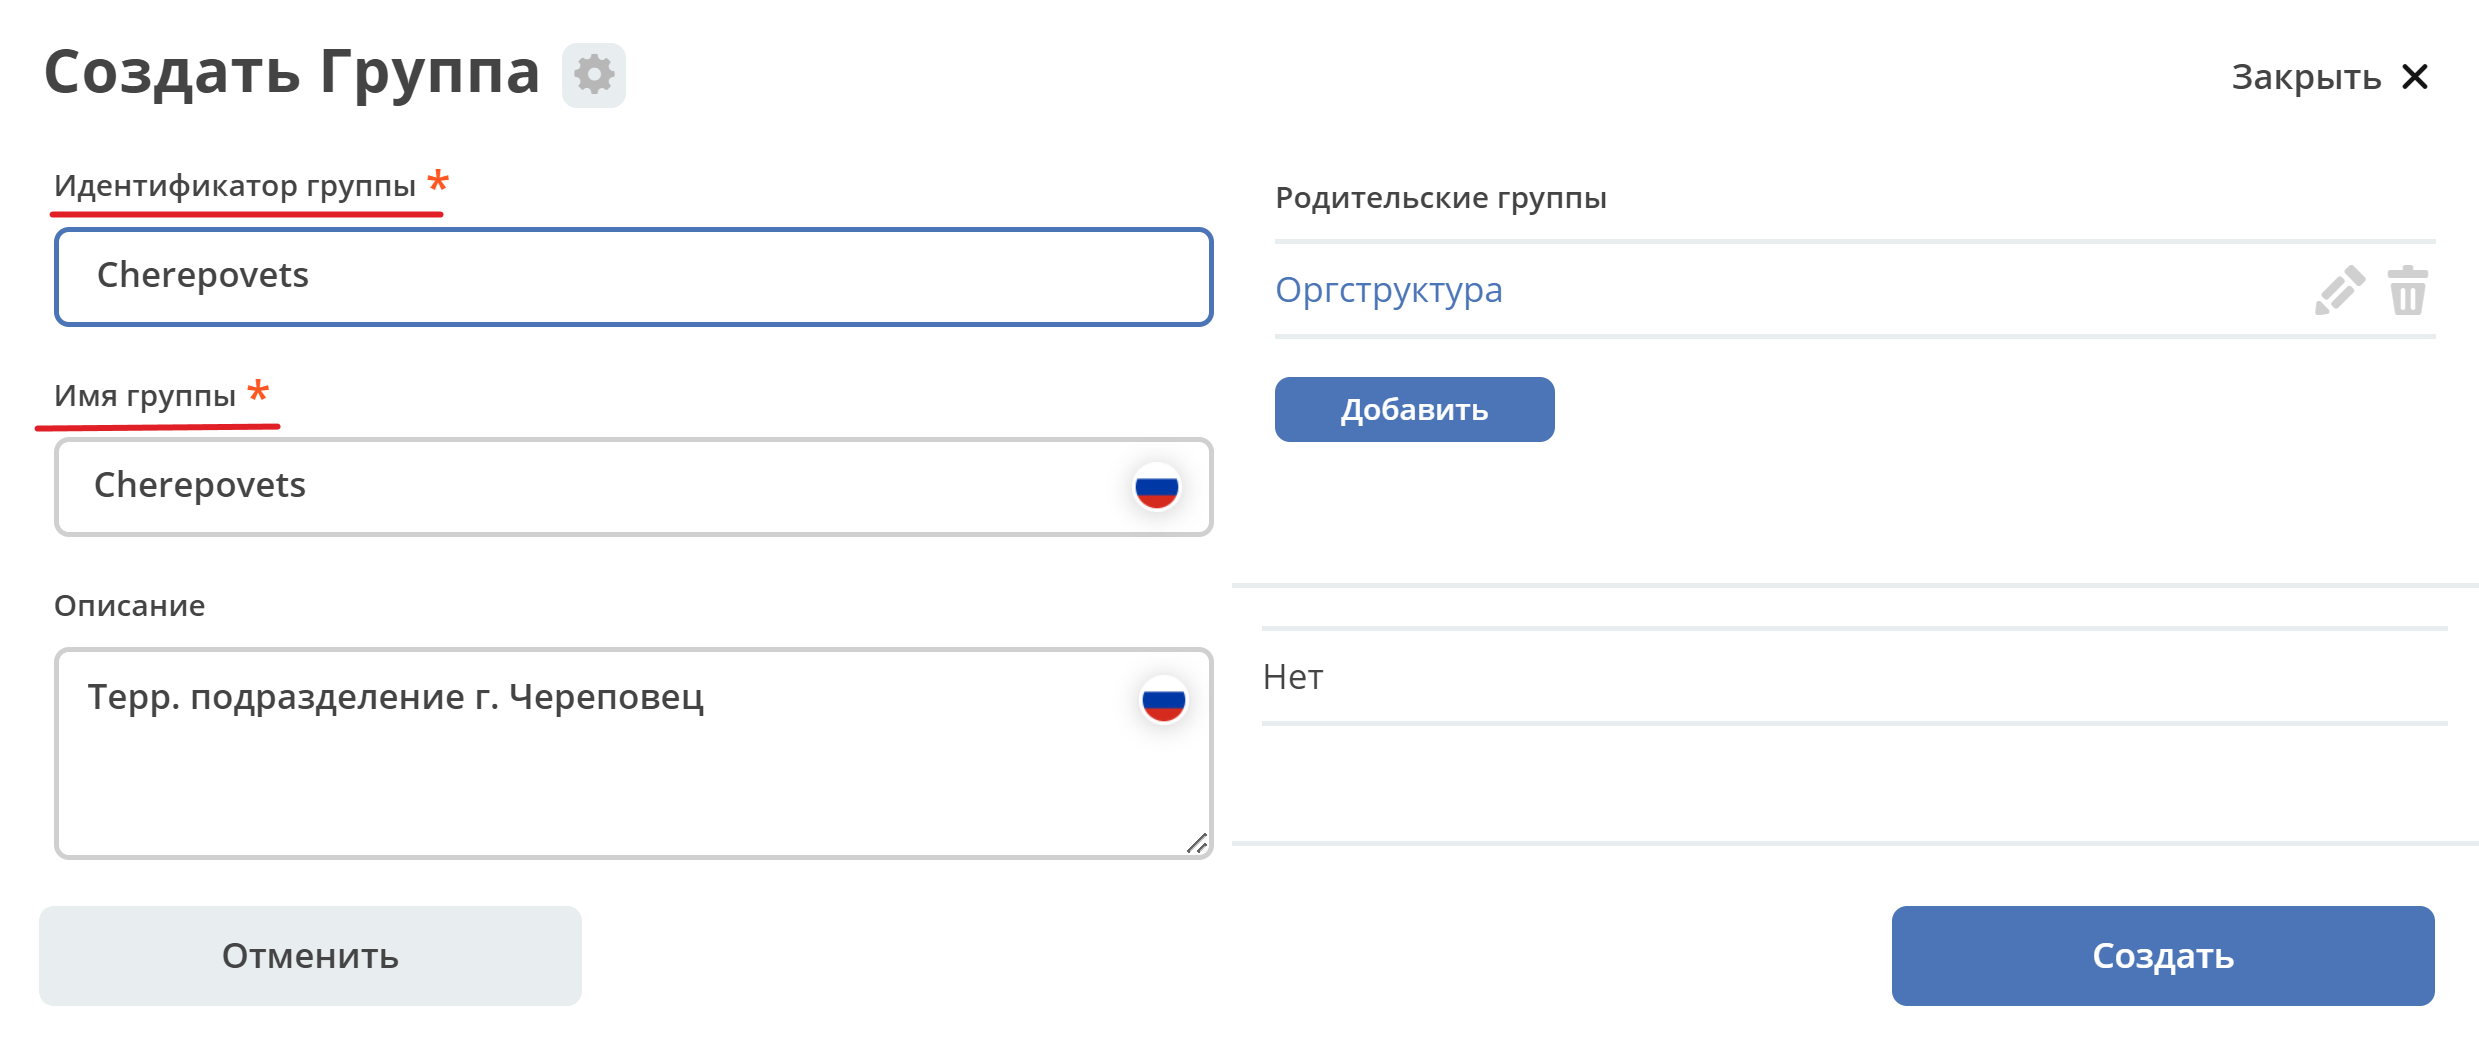 Создать Группа
Закрыть
Идентификатор группы *
Cherepovets
Имя группы *
Cherepovets
Описание
Терр. подразделение г. Череповец
Родительские группы
Оргструктура
Добавить
Нет
Отменить
Создать